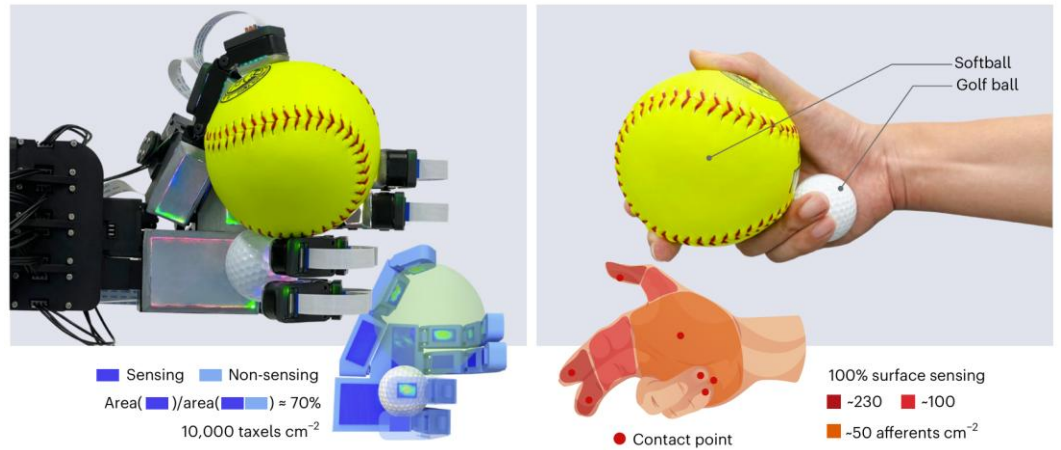 Softball
Golf ball
Sensing Non-sensing
Area( )/area( ) ≈ 70%
10,000 taxels cm⁻²
Contact point
100% surface sensing
~230 ~100
~50 afferents cm⁻²